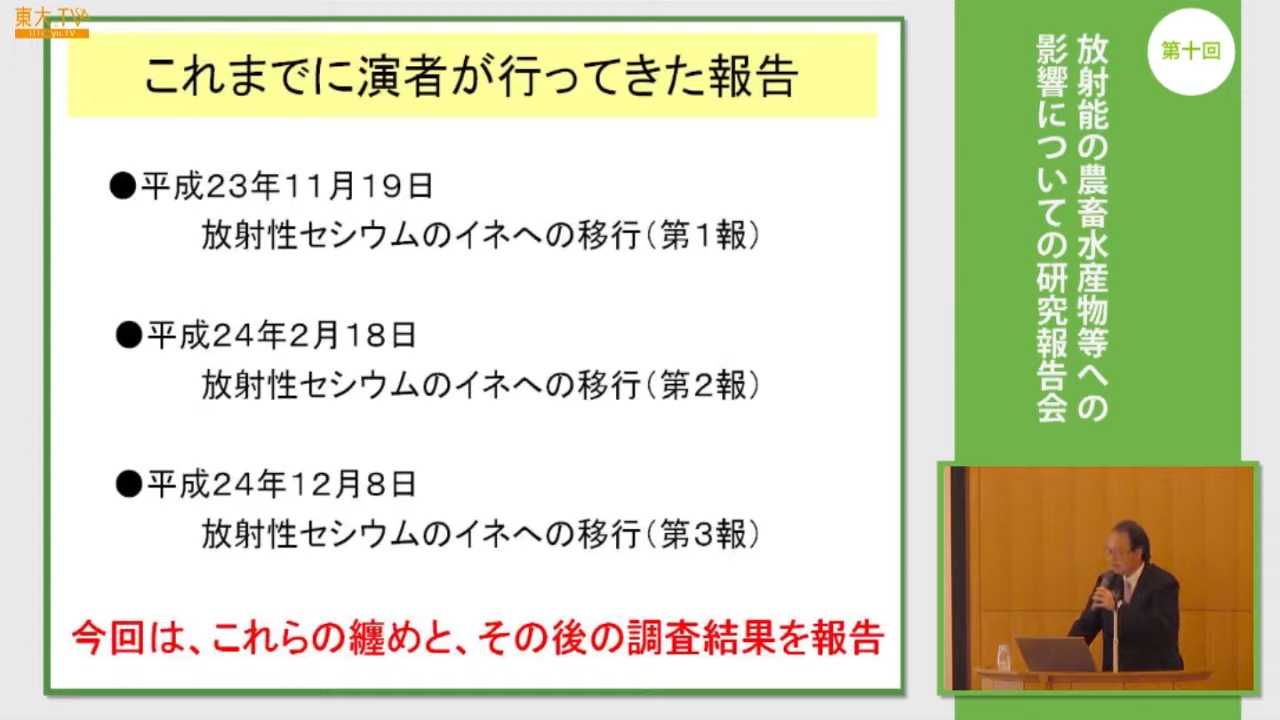 東大TV
UTokyo.TV
これまでに演者が行ってきた報告
●平成23年11月19日
放射性セシウムのイネへの移行(第1報)
●平成24年2月18日
放射性セシウムのイネへの移行(第2報)
●平成24年12月8日
放射性セシウムのイネへの移行(第3報)
今回は、これらの纏めと、その後の調査結果を報告
第十回
放射能の農畜水産物等への
影響についての研究報告会